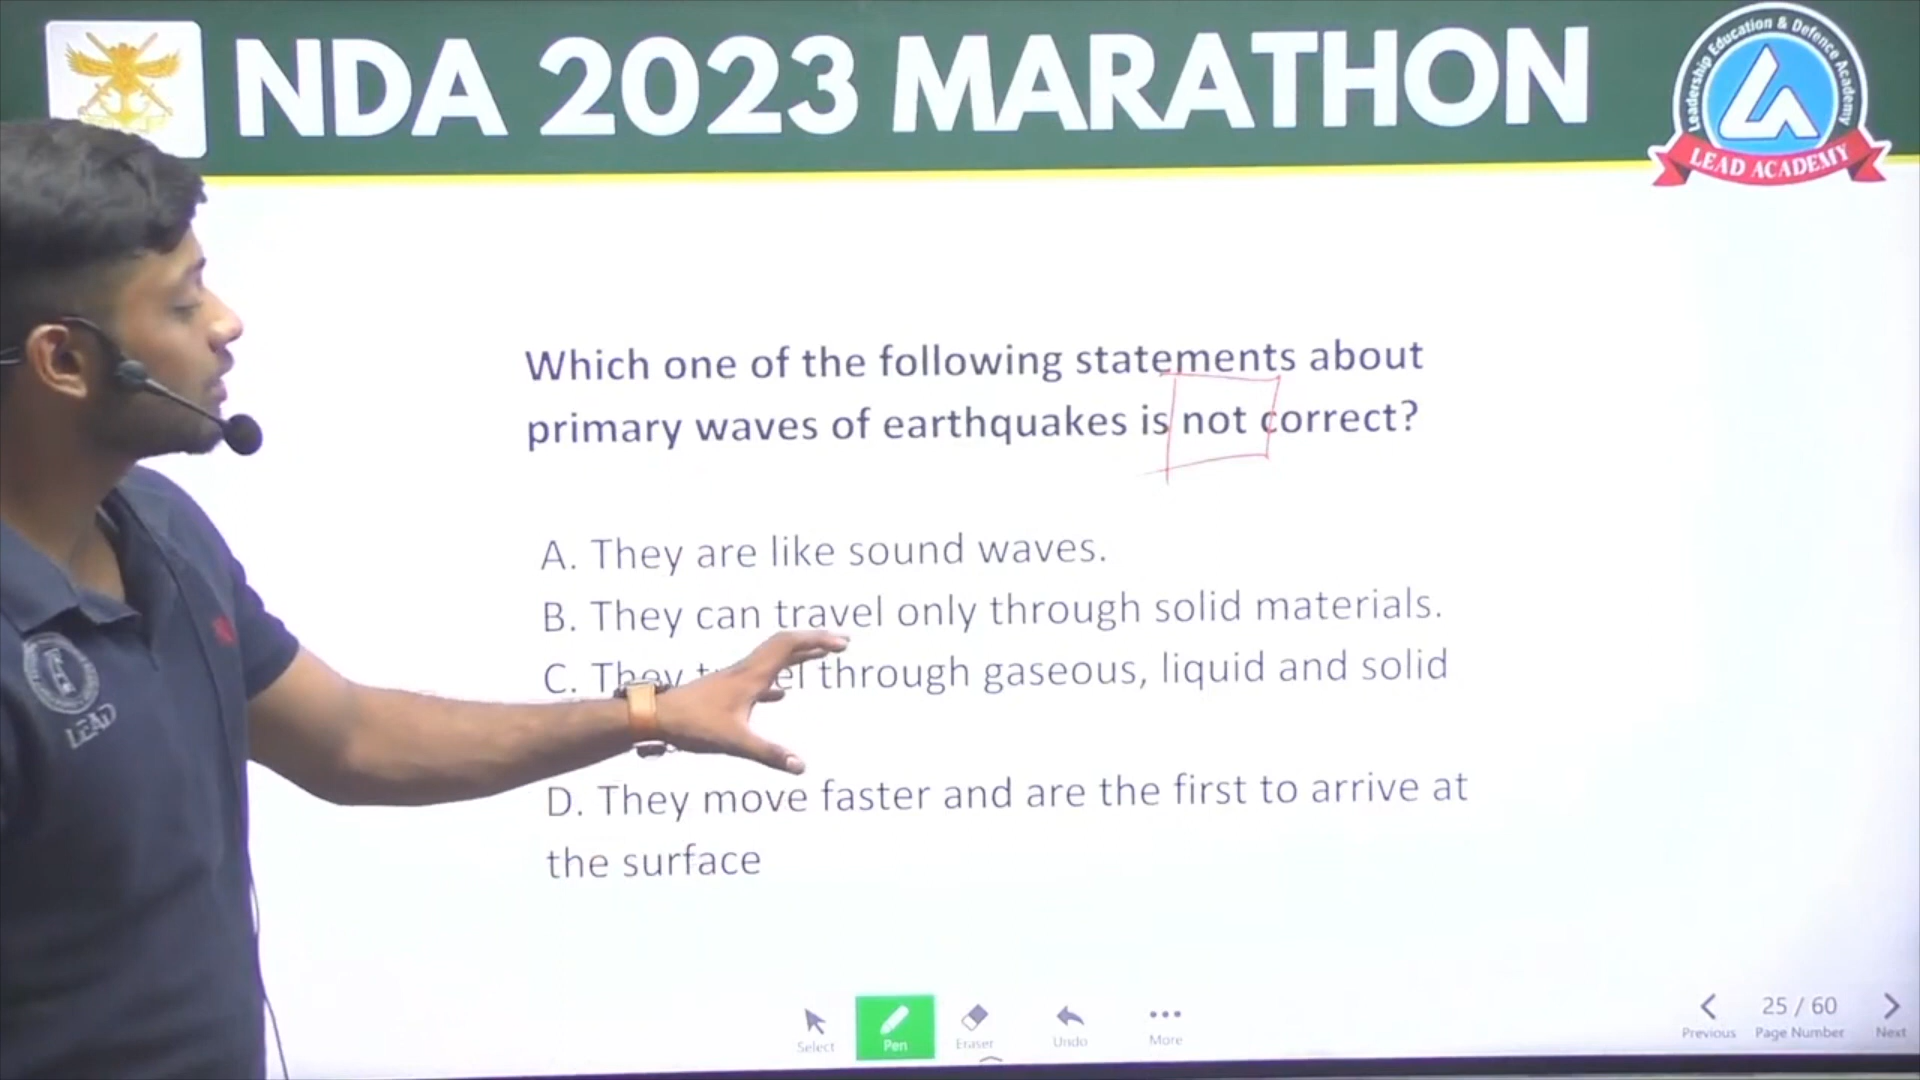 NDA 2023 MARATHON
Leadership Education & Defence Academy
LEAD ACADEMY
Which one of the following statements about
primary waves of earthquakes is not correct?
A. They are like sound waves.
B. They can travel only through solid materials.
C. They through gaseous, liquid and solid
D. They move faster and are the first to arrive at
the surface
LEAD
Select
Pen
Eraser
Undo
More
Previous
25 / 60
Page Number
Next